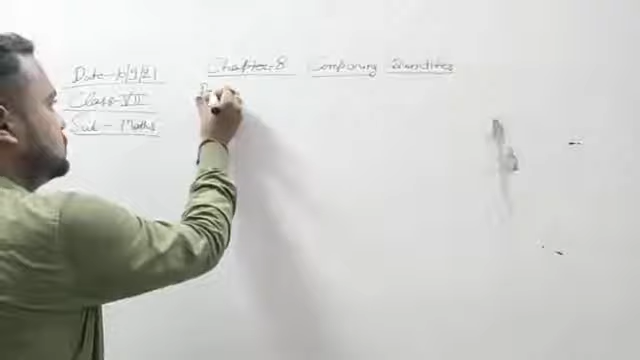 Date - 10/9/21
Chapter 8 Comparing Quantities
Class - VII
Sub - Maths